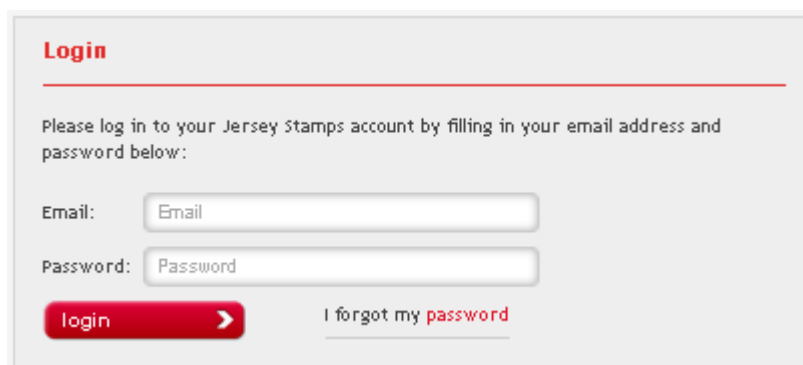 Login
Please log in to your Jersey Stamps account by filling in your email address and
password below:
Email: Email
Password: Password
login
I forgot my password